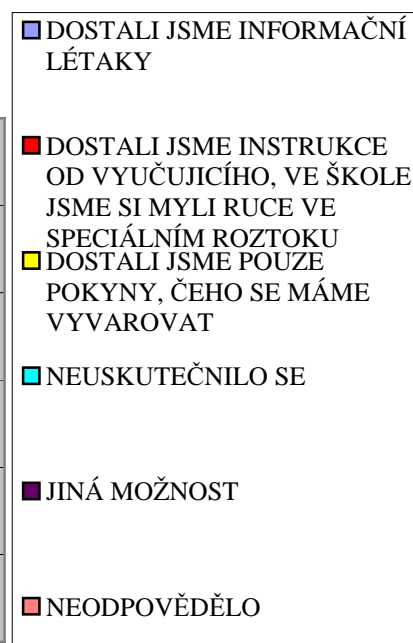 DOSTALI JSME INFORMAČNÍ
LÉTAKY
DOSTALI JSME INSTRUKCE
OD VYUČUJICÍHO, VE ŠKOLE
JSME SI MYLI RUCE VE
SPECIÁLNÍM ROZTOKU
DOSTALI JSME POUZE
POKYNY, ČEHO SE MÁME
VYVAROVAT
NEUSKUTEČNILO SE
JINÁ MOŽNOST
NEODPOVĚDĚLO